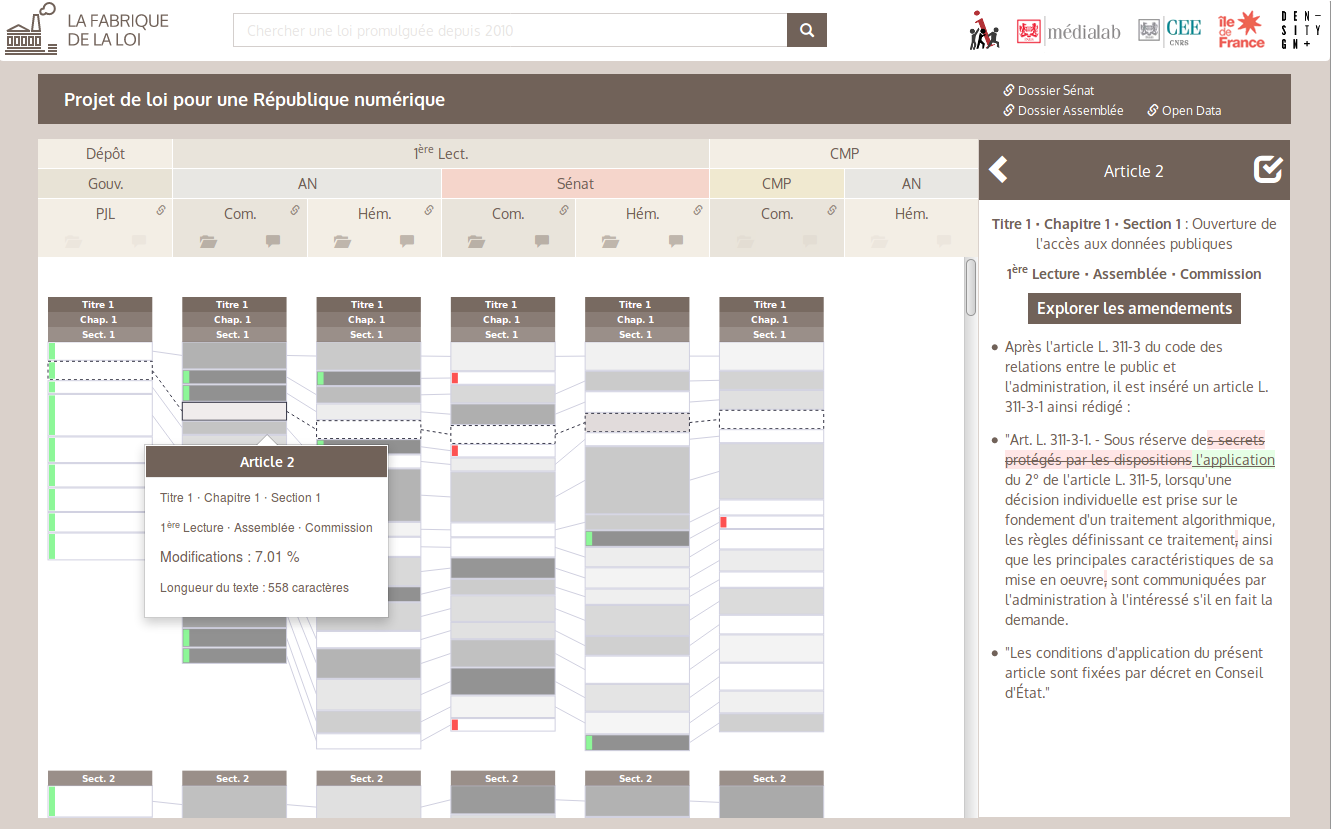 LA FABRIQUE
DE LA LOI
Chercher une loi promulguée depuis 2010
médialab
CEE
CNRS
île
de
France
DEN-
SITY
GN+
Projet de loi pour une République numérique
Dossier Sénat
Dossier Assemblée Open Data
Dépôt 1ère Lect. CMP
Gouv. AN Sénat CMP AN
PJL Com. Hém. Com. Hém. Com. Hém.
Titre 1 Titre 1 Titre 1 Titre 1 Titre 1 Titre 1
Chap. 1 Chap. 1 Chap. 1 Chap. 1 Chap. 1 Chap. 1
Sect. 1 Sect. 1 Sect. 1 Sect. 1 Sect. 1 Sect. 1
Article 2
Titre 1 · Chapitre 1 · Section 1
1ère Lecture · Assemblée · Commission
Modifications : 7.01 %
Longueur du texte : 558 caractères
Sect. 2 Sect. 2 Sect. 2 Sect. 2 Sect. 2 Sect. 2
Article 2
Titre 1 · Chapitre 1 · Section 1 : Ouverture de
l'accès aux données publiques
1ère Lecture · Assemblée · Commission
Explorer les amendements
• Après l'article L. 311-3 du code des
relations entre le public et
l'administration, il est inséré un article L.
311-3-1 ainsi rédigé :
• "Art. L. 311-3-1. - Sous réserve des secrets
protégés par les dispositions l'application
du 2° de l'article L. 311-5, lorsqu'une
décision individuelle est prise sur le
fondement d'un traitement algorithmique,
les règles définissant ce traitement, ainsi
que les principales caractéristiques de sa
mise en oeuvre, sont communiquées par
l'administration à l'intéressé s'il en fait la
demande.
• "Les conditions d'application du présent
article sont fixées par décret en Conseil
d'État."